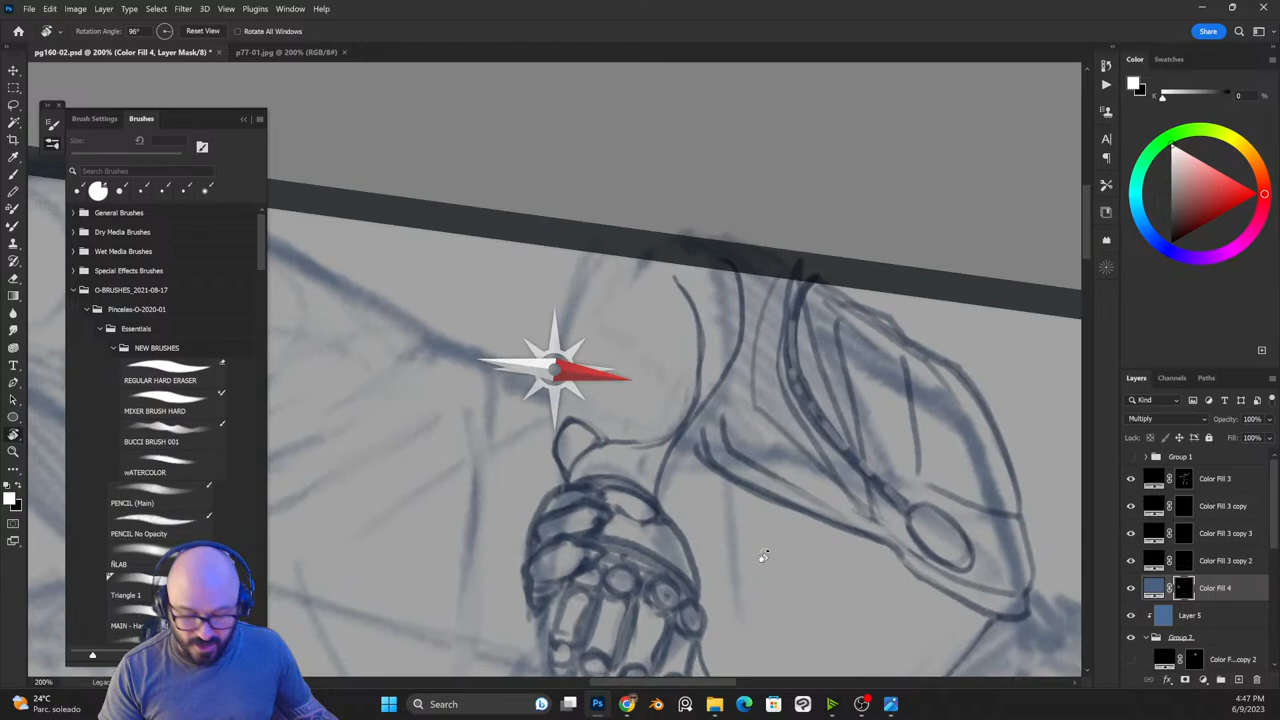 File Edit Image Layer Type Select Filter 3D View Plugins Window Help
Rotation Angle: 96° Reset View Rotate All Windows Share
pg160-02.psd @ 200% (Color Fill 4, Layer Mask/8) * × p77-01.jpg @ 200% (RGB/8#) ×
Brush Settings Brushes
Size:
Search Brushes
General Brushes
Dry Media Brushes
Wet Media Brushes
Special Effects Brushes
O-BRUSHES_2021-08-17
Pinceles-O-2020-01
Essentials
NEW BRUSHES
REGULAR HARD ERASER
MIXER BRUSH HARD
BUCCI BRUSH 001
wATERCOLOR
PENCIL (Main)
PENCIL No Opacity
ÑLAB
Triangle 1
Color Swatches
K 0 %
Layers Channels Paths
Kind
Multiply Opacity: 100%
Lock: Fill: 100%
Group 1
Color Fill 3
Color Fill 3 copy
Color Fill 3 copy 3
Color Fill 3 copy 2
Color Fill 4
Layer 5
Group 2
Color F...copy 2
200%
24°C
Parc. soleado
Search
4:47 PM
6/9/2023